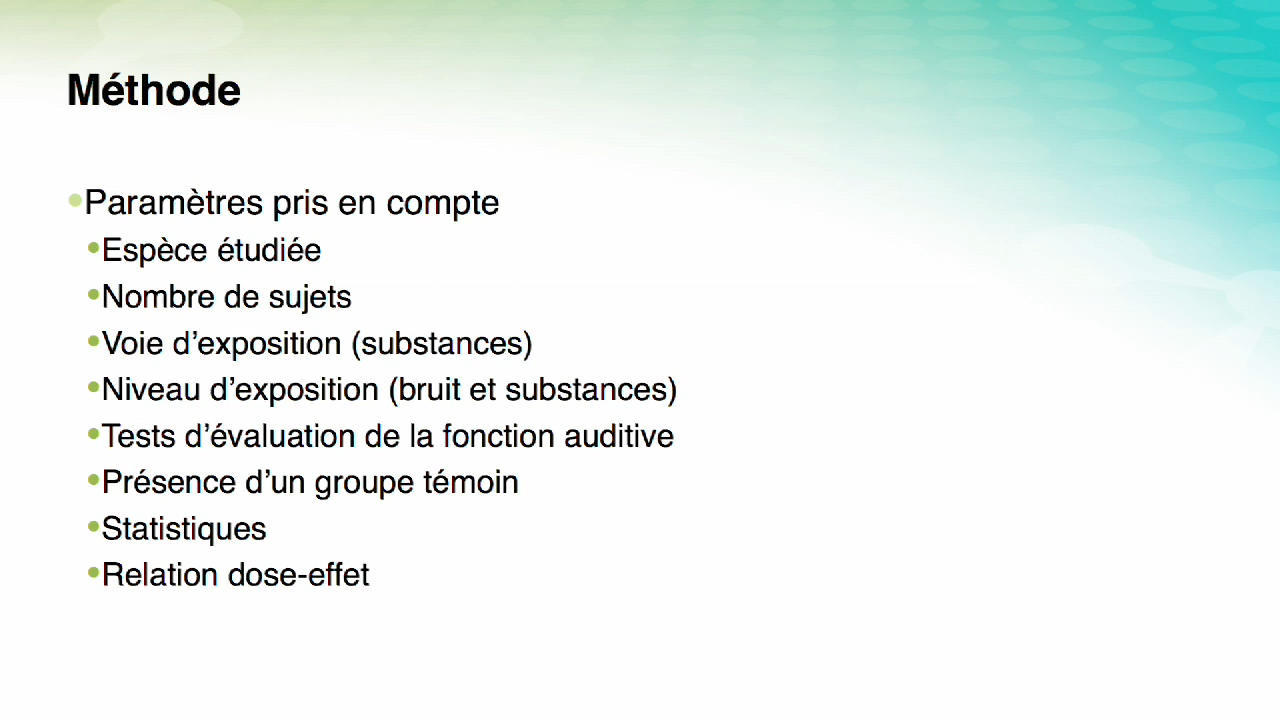 Méthode
•Paramètres pris en compte
•Espèce étudiée
•Nombre de sujets
•Voie d’exposition (substances)
•Niveau d’exposition (bruit et substances)
•Tests d’évaluation de la fonction auditive
•Présence d’un groupe témoin
•Statistiques
•Relation dose-effet